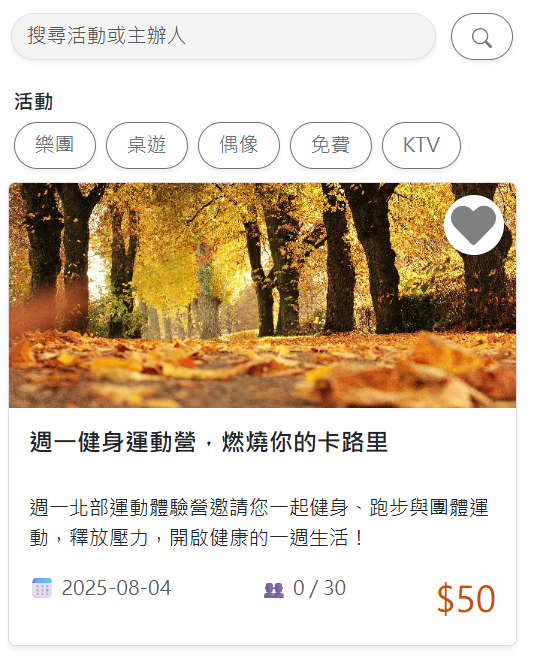 搜尋活動或主辦人
活動
樂團 桌遊 偶像 免費 KTV
週一健身運動營，燃燒你的卡路里
週一北部運動體驗營邀請您一起健身、跑步與團體運
動，釋放壓力，開啟健康的一週生活！
2025-08-04 0 / 30 $50